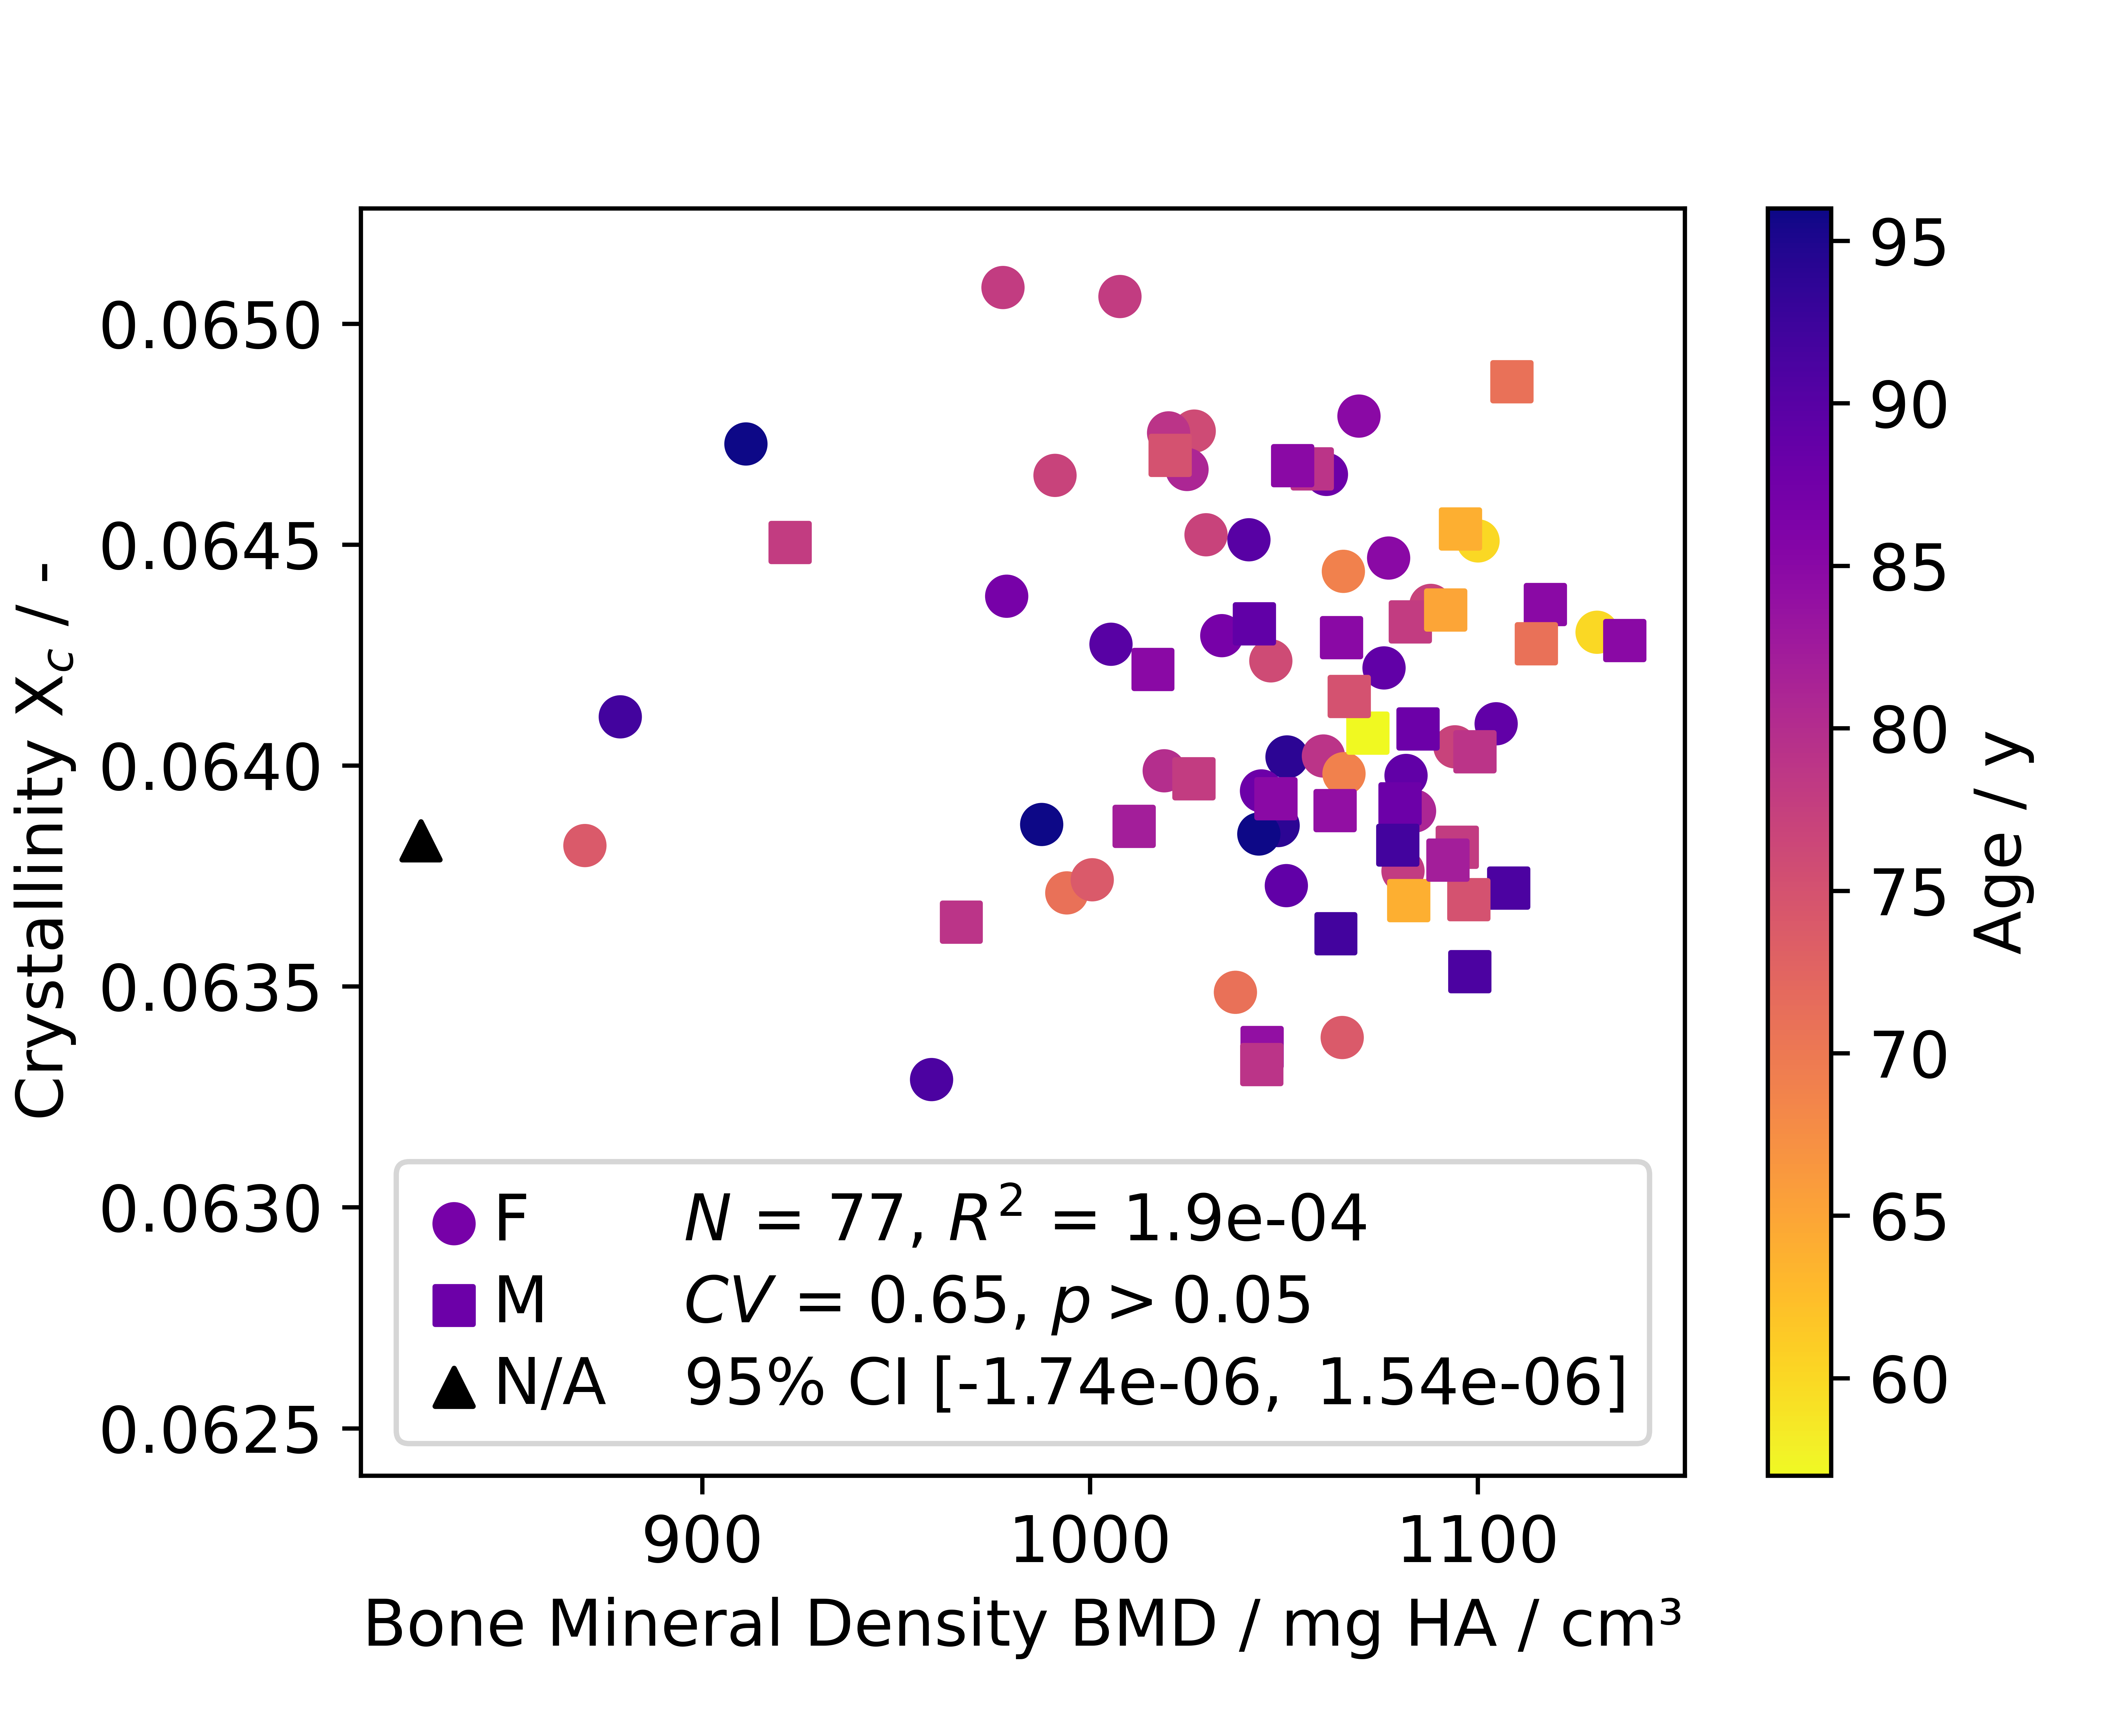 Crystallinity Xc / -
0.0650
0.0645
0.0640
0.0635
0.0630
0.0625
F
M
N/A
N = 77, R² = 1.9e-04
CV = 0.65, p > 0.05
95% CI [-1.74e-06, 1.54e-06]
900 1000 1100
Bone Mineral Density BMD / mg HA / cm³
95
90
85
80
75
70
65
60
Age / y